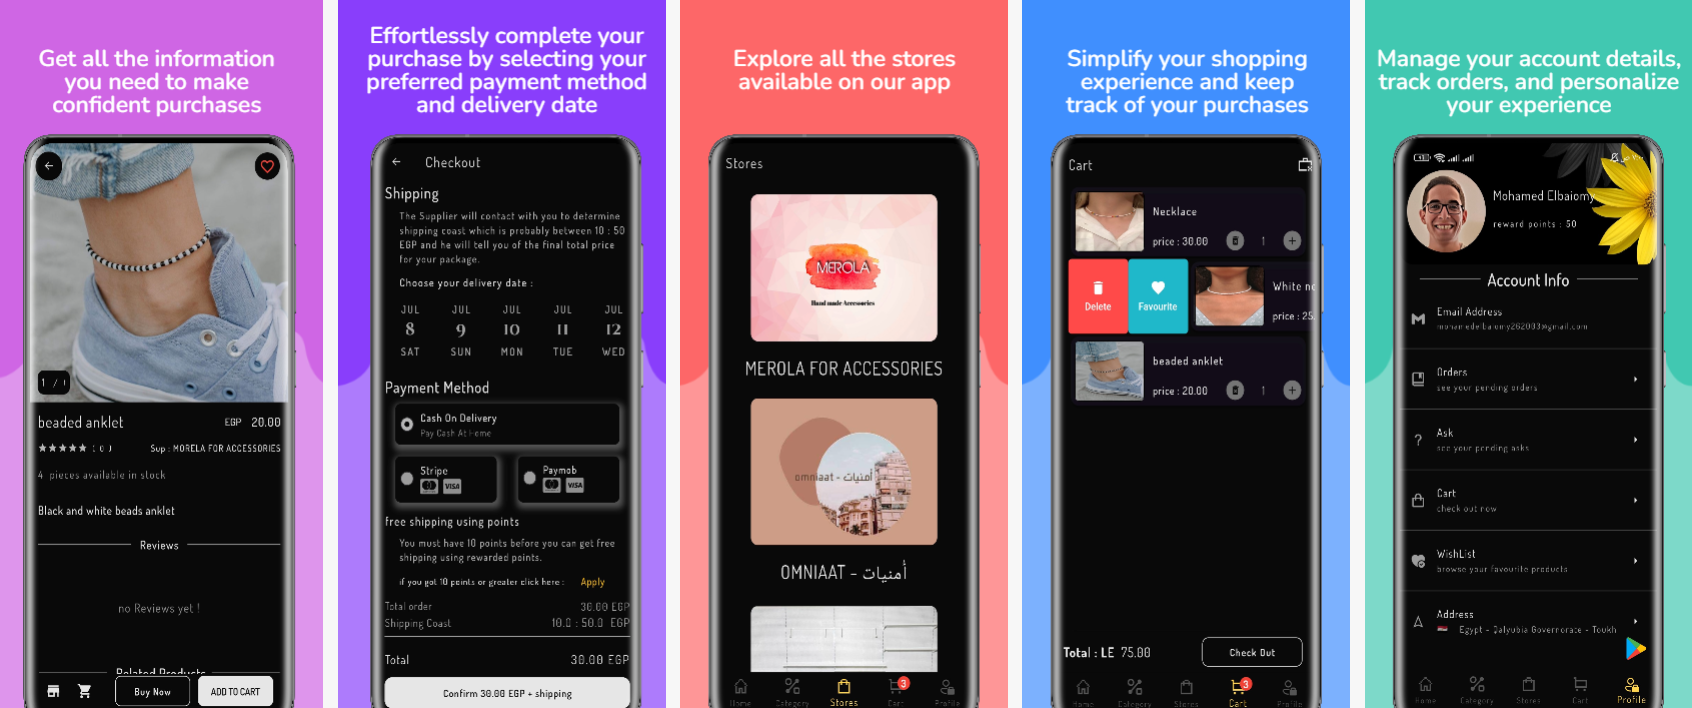 Get all the information
you need to make
confident purchases
1 / 1
beaded anklet
EGP 20.00
( 0 )
Sup : MORELA FOR ACCESSORIES
4 pieces available in stock
Black and white beads anklet
Reviews
no Reviews yet !
Related Products
Buy Now
ADD TO CART
Effortlessly complete your
purchase by selecting your
preferred payment method
and delivery date
Checkout
Shipping
The Supplier will contact with you to determine
shipping coast which is probably between 10 : 50
EGP and he will tell you of the final total price
for your package.
Choose your delivery date :
JUL JUL JUL JUL JUL
8 9 10 11 12
SAT SUN MON TUE WED
Payment Method
Cash On Delivery
Pay Cash At Home
Stripe
VISA
Paymob
VISA
free shipping using points
You must have 10 points before you can get free
shipping using rewarded points.
if you got 10 points or greater click here : Apply
Total order 30.00 EGP
Shipping Coast 10.0 : 50.0 EGP
Total 30.00 EGP
Confirm 30.00 EGP + shipping
Explore all the stores
available on our app
Stores
MEROLA
Hand made Accessories
MEROLA FOR ACCESSORIES
omniaat - أمنيات
OMNIAAT - أمنيات
3
Home Category Stores Cart Profile
Simplify your shopping
experience and keep
track of your purchases
Cart
Necklace
price : 30.00 1
Delete
Favourite
White ne
price : 25.
beaded anklet
price : 20.00 1
Total : LE 75.00
Check Out
3
Home Category Stores Cart Profile
Manage your account details,
track orders, and personalize
your experience
Mohamed Elbaiomy
reward points : 50
Account Info
Email Address
mohamedelbaiomy262003@gmail.com
Orders
see your pending orders
Ask
see your pending asks
Cart
check out now
WishList
browse your favourite products
Address
Egypt - Qalyubia Governorate - Toukh
Home Category Stores Cart Profile